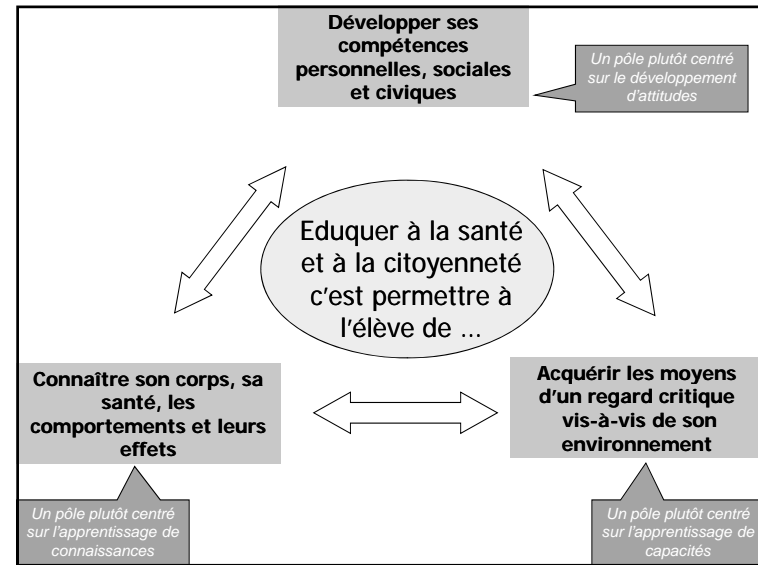 Développer ses
compétences
personnelles, sociales
et civiques
Un pôle plutôt centré
sur le développement
d'attitudes
Eduquer à la santé
et à la citoyenneté
c'est permettre à
l'élève de ...
Connaître son corps, sa
santé, les
comportements et leurs
effets
Acquérir les moyens
d'un regard critique
vis-à-vis de son
environnement
Un pôle plutôt centré
sur l'apprentissage de
connaissances
Un pôle plutôt centré
sur l'apprentissage de
capacités